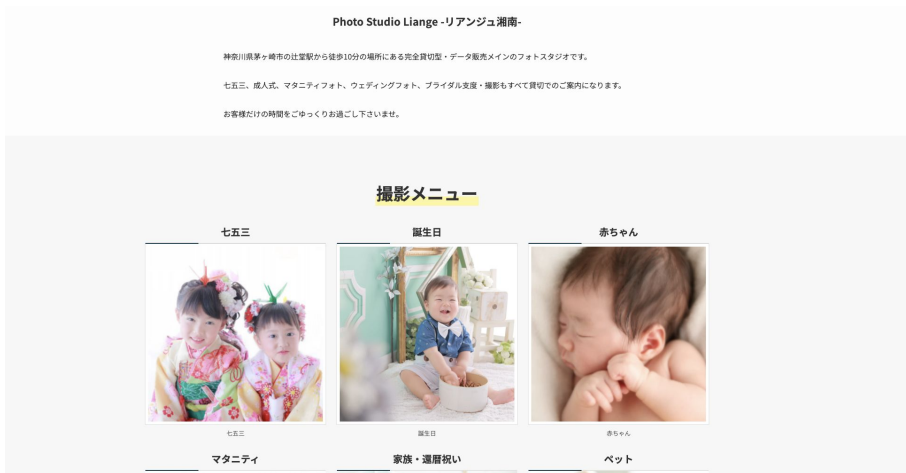 Photo Studio Liange -リアンジュ湘南-
神奈川県茅ヶ崎市の辻堂駅から徒歩10分の場所にある完全貸切型・データ販売メインのフォトスタジオです。
七五三、成人式、マタニティフォト、ウェディングフォト、ブライダル支度・撮影もすべて貸切でのご案内になります。
お客様だけの時間をごゆっくりお過ごし下さいませ。
撮影メニュー
七五三
誕生日
赤ちゃん
七五三
誕生日
赤ちゃん
マタニティ
家族・還暦祝い
ペット